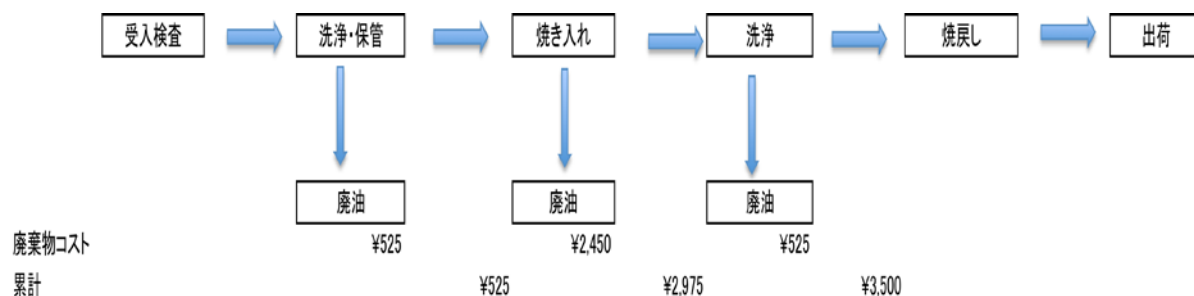 受入検査 洗浄・保管 焼き入れ 洗浄 焼戻し 出荷
廃油 廃油 廃油
廃棄物コスト ¥525 ¥2,450 ¥525
累計 ¥525 ¥2,975 ¥3,500